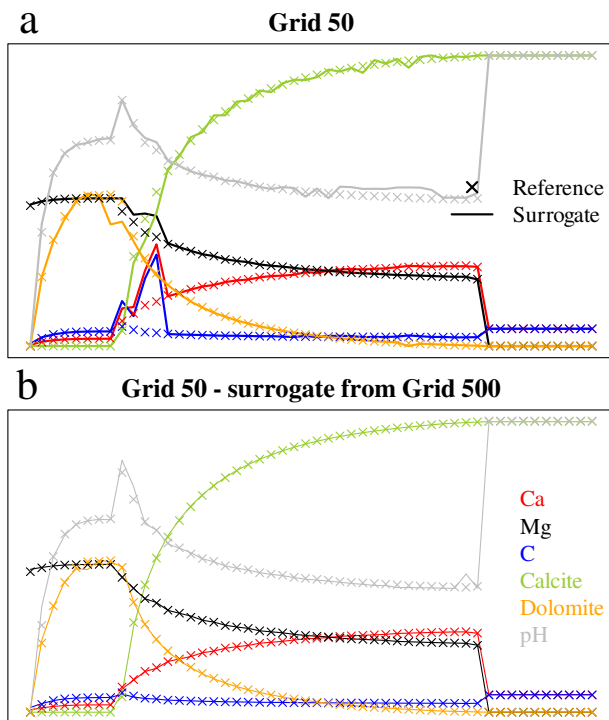 a
Grid 50
Reference
Surrogate
b
Grid 50 - surrogate from Grid 500
Ca
Mg
C
Calcite
Dolomite
pH